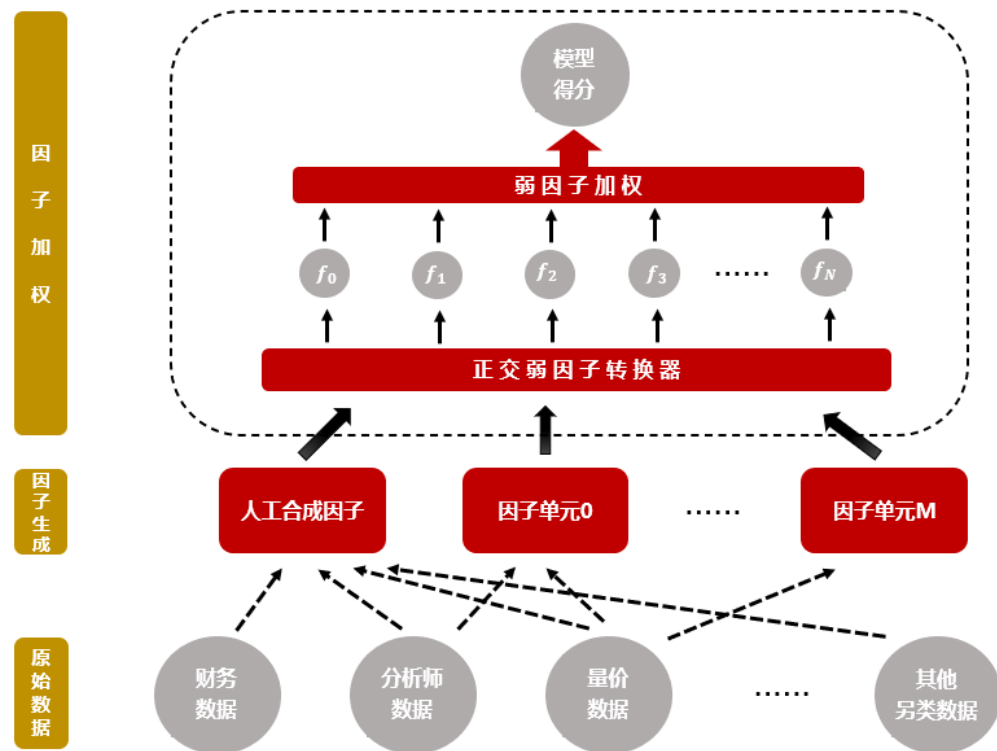 因子加权
模型
得分
弱因子加权
f0 f1 f2 f3 ...... fN
正交弱因子转换器
因子生成
人工合成因子 因子单元0 ...... 因子单元M
原始数据
财务
数据
分析师
数据
量价
数据
......
其他
另类数据